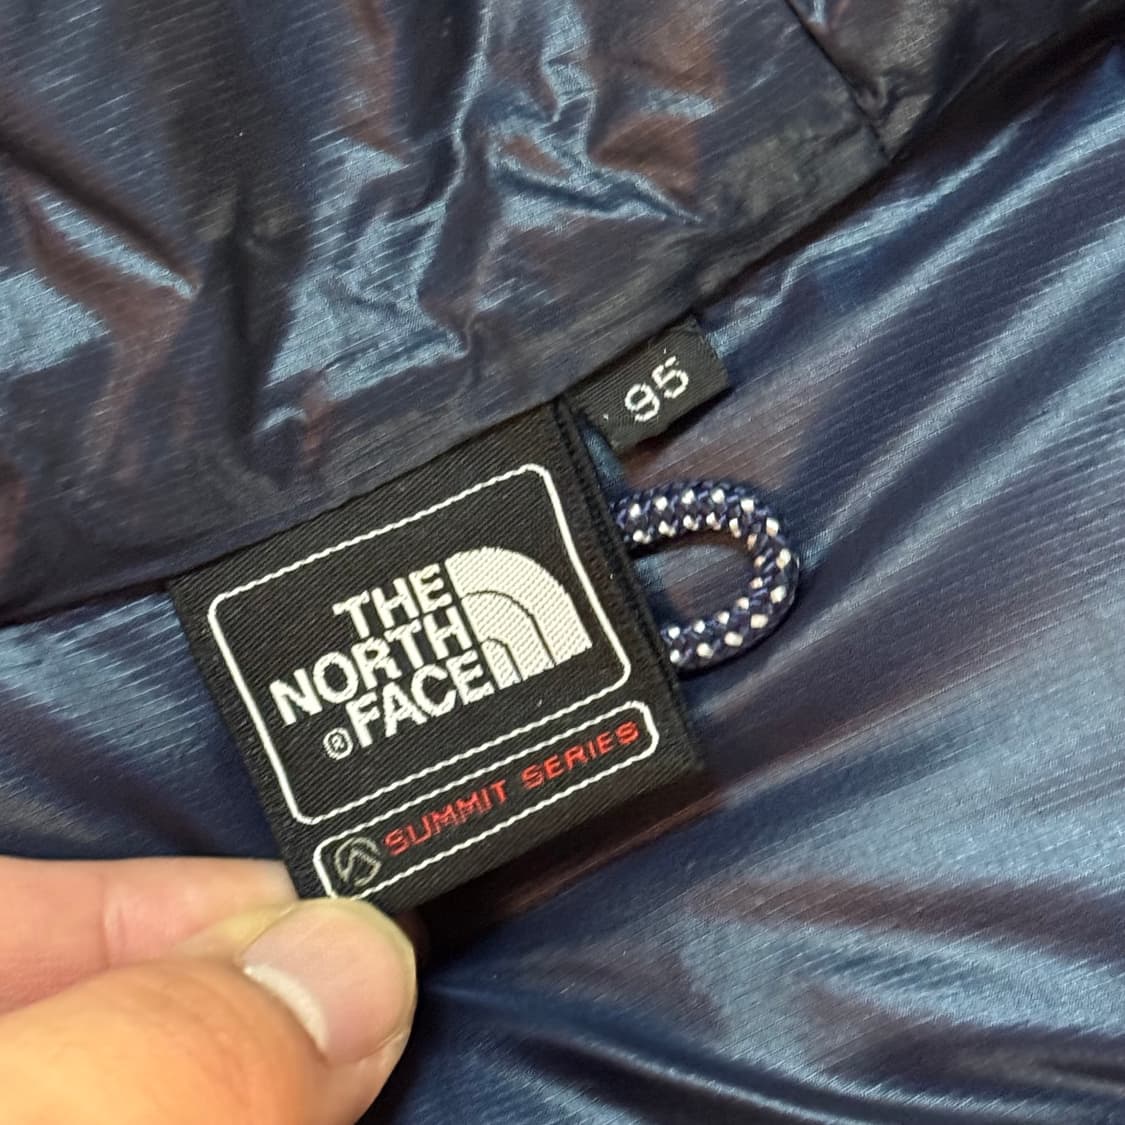 95
THE
NORTH
FACE
®
SUMMIT SERIES